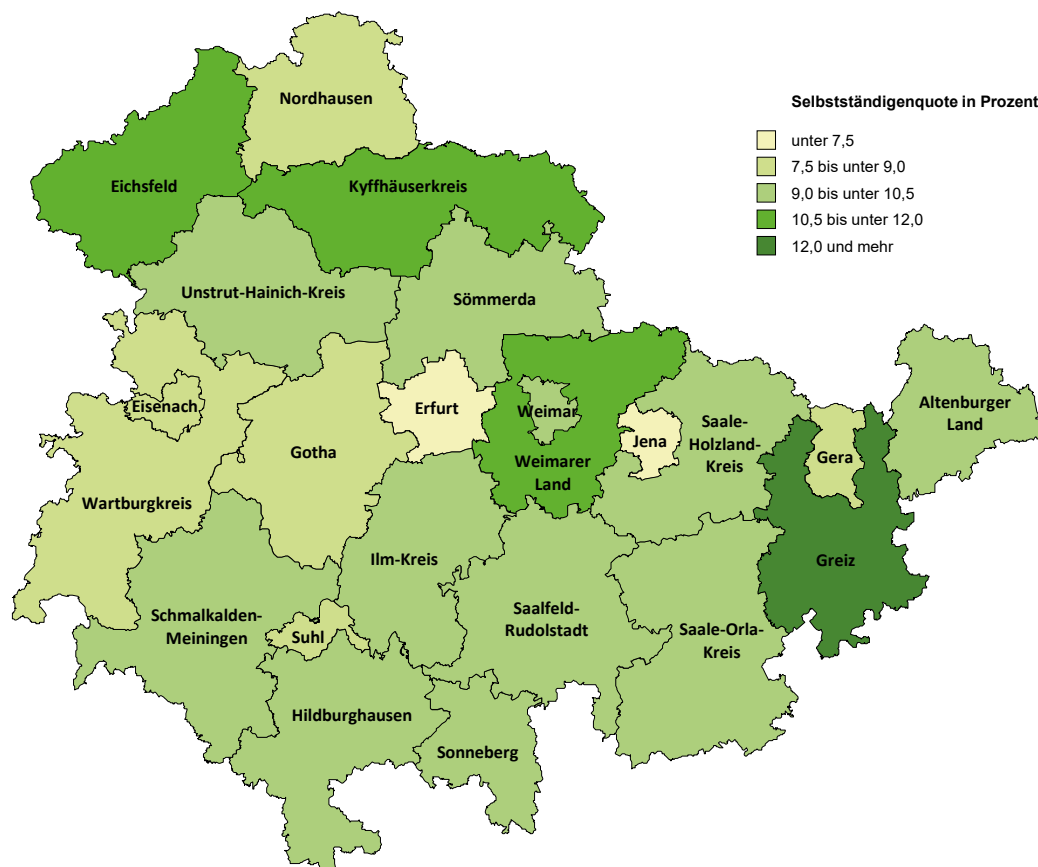 Selbstständigenquote in Prozent
unter 7,5
7,5 bis unter 9,0
9,0 bis unter 10,5
10,5 bis unter 12,0
12,0 und mehr
Nordhausen
Eichsfeld
Kyffhäuserkreis
Unstrut-Hainich-Kreis
Sömmerda
Eisenach
Erfurt
Weimar
Gotha
Weimarer
Land
Jena
Saale-
Holzland-
Kreis
Gera
Altenburger
Land
Wartburgkreis
Ilm-Kreis
Greiz
Schmalkalden-
Meiningen
Suhl
Saalfeld-
Rudolstadt
Saale-Orla-
Kreis
Hildburghausen
Sonneberg